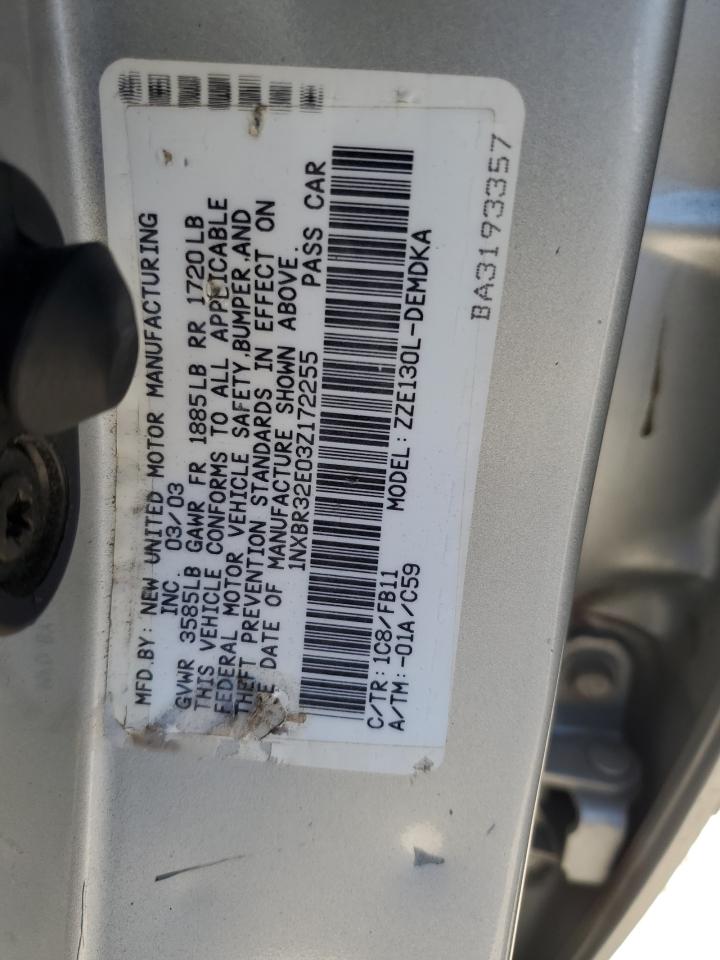 MFD.BY: NEW UNITED MOTOR MANUFACTURING
INC. 03/03
GVWR 3585LB GAWR FR 1885LB RR 1720LB
THIS VEHICLE CONFORMS TO ALL APPLICABLE
FEDERAL MOTOR VEHICLE SAFETY,BUMPER,AND
THEFT PREVENTION STANDARDS IN EFFECT ON
DATE OF MANUFACTURE SHOWN ABOVE.
1NXBR32E03Z172255 PASS CAR
C/TR:1C8/FB11
A/TM:-01A/C59 MODEL:ZZE130L-DEMDKA
BA3193357